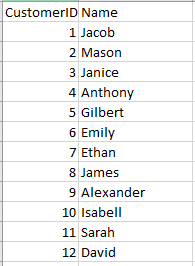 CustomerID Name
1 Jacob
2 Mason
3 Janice
4 Anthony
5 Gilbert
6 Emily
7 Ethan
8 James
9 Alexander
10 Isabell
11 Sarah
12 David